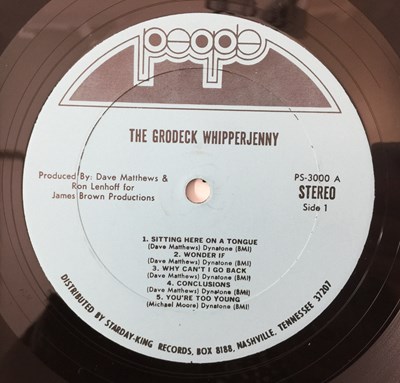 people
THE GRODECK WHIPPERJENNY
Produced By: Dave Matthews &
Ron Lenhoff for
James Brown Productions
PS-3000 A
STEREO
Side 1
1. SITTING HERE ON A TONGUE
(Dave Matthews) Dynatone (BMI)
2. WONDER IF
(Dave Matthews) Dynatone (BMI)
3. WHY CAN'T I GO BACK
(Dave Matthews) Dynatone (BMI)
4. CONCLUSIONS
(Dave Matthews) Dynatone (BMI)
5. YOU'RE TOO YOUNG
(Michael Moore) Dynatone (BMI)
DISTRIBUTED BY STARDAY-KING RECORDS, BOX 8188, NASHVILLE, TENNESSEE 37207